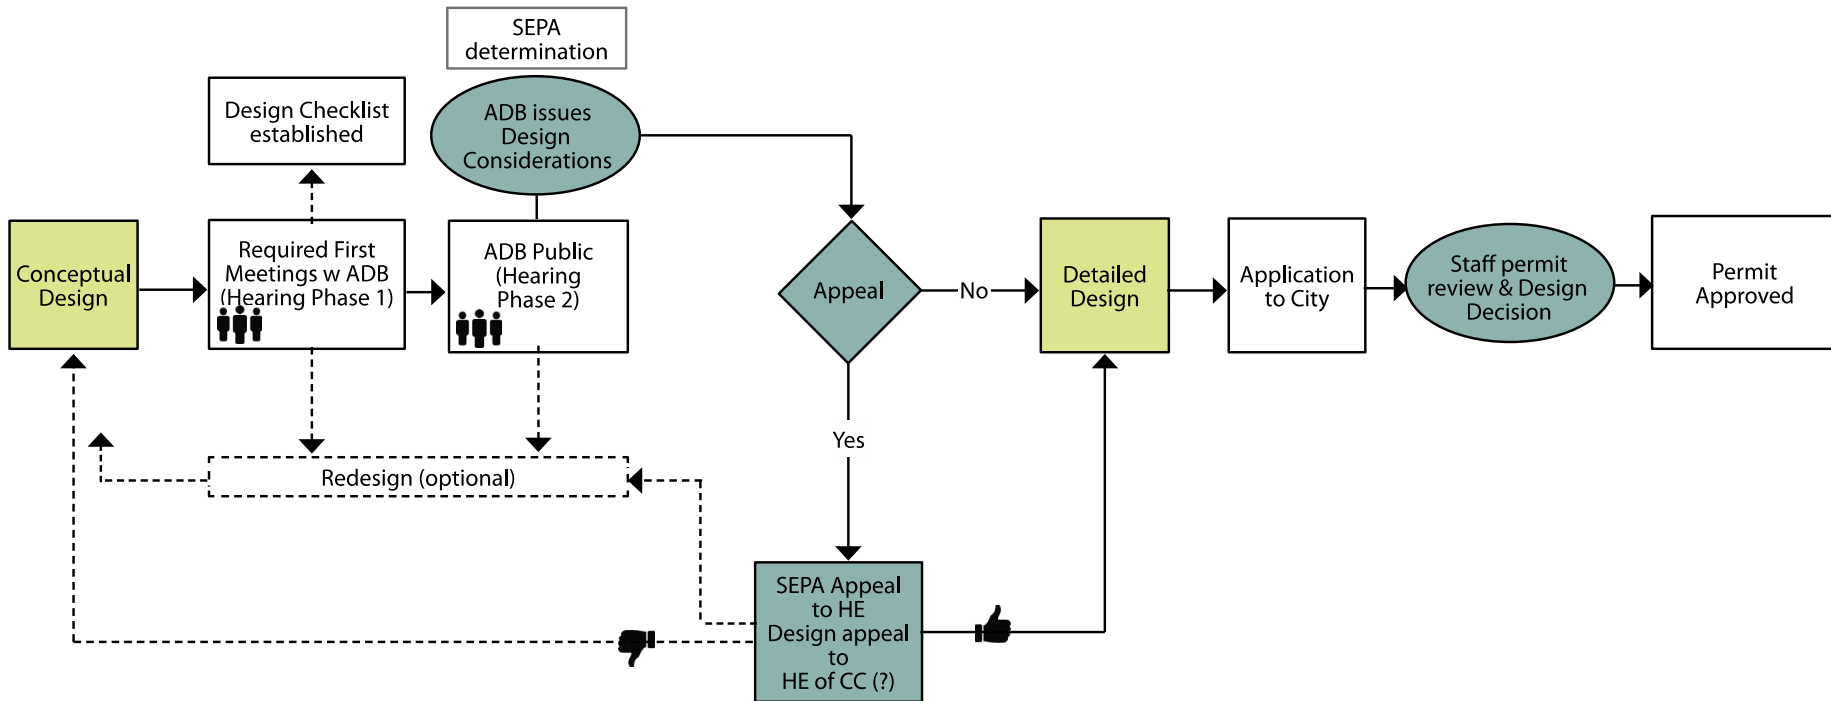 SEPA
determination
Design Checklist
established
ADB issues
Design
Considerations
Conceptual
Design
Required First
Meetings w ADB
(Hearing Phase 1)
ADB Public
(Hearing
Phase 2)
Appeal
No
Detailed
Design
Application
to City
Staff permit
review & Design
Decision
Permit
Approved
Yes
Redesign (optional)
SEPA Appeal
to HE
Design appeal
to
HE of CC (?)